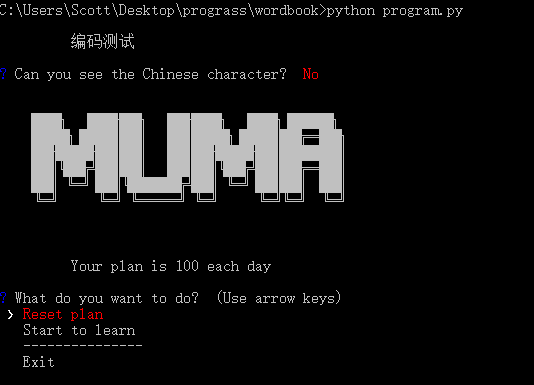 C:\Users\Scott\Desktop\prograss\wordbook>python program.py
编码测试
? Can you see the Chinese character?  No
MUMA
Your plan is 100 each day
? What do you want to do?  (Use arrow keys)
❯ Reset plan
Start to learn
---------------
Exit